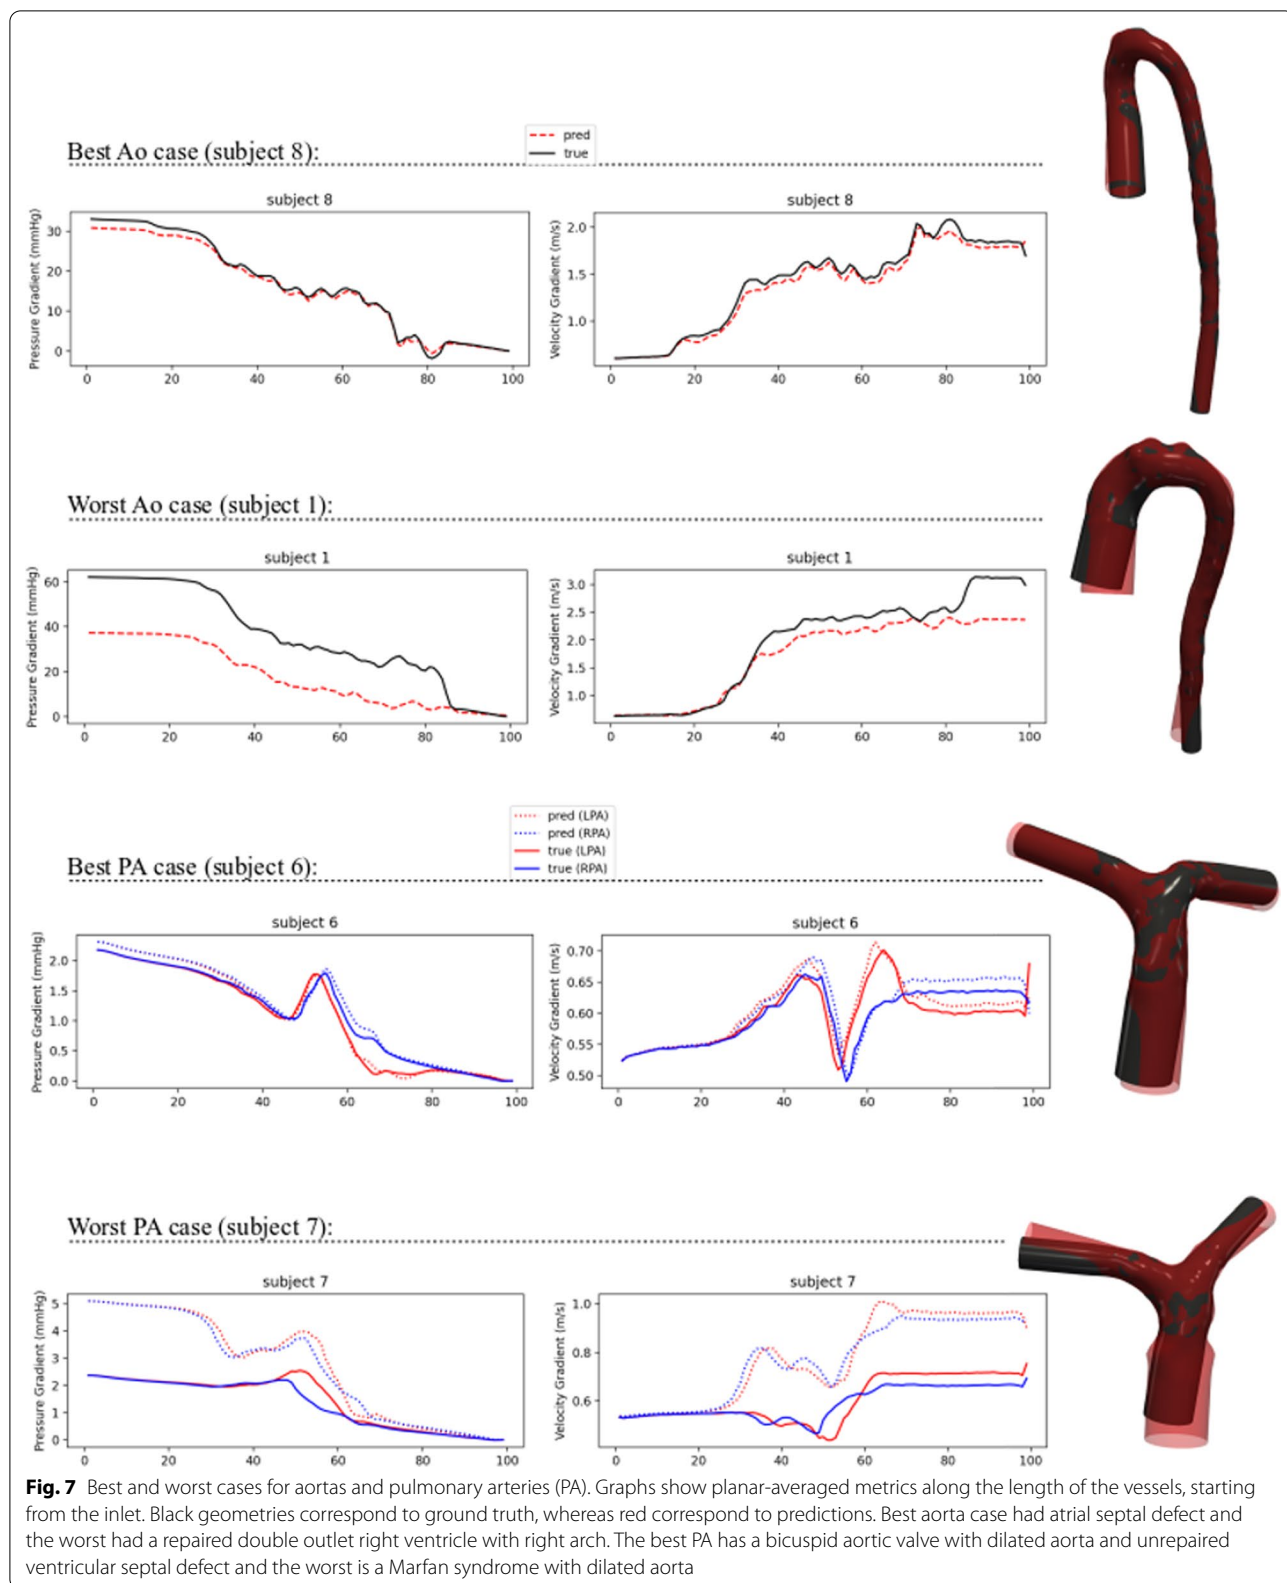 Best Ao case (subject 8):
pred
true
subject 8
subject 8
Pressure Gradient (mmHg)
30
20
10
0
0 20 40 60 80 100
Velocity Gradient (m/s)
2.0
1.5
1.0
0 20 40 60 80 100
Worst Ao case (subject 1):
subject 1
subject 1
Pressure Gradient (mmHg)
60
40
20
0
0 20 40 60 80 100
Velocity Gradient (m/s)
3.0
2.5
2.0
1.5
1.0
0 20 40 60 80 100
pred (LPA)
pred (RPA)
true (LPA)
true (RPA)
Best PA case (subject 6):
subject 6
subject 6
Pressure Gradient (mmHg)
2.0
1.5
1.0
0.5
0.0
0 20 40 60 80 100
Velocity Gradient (m/s)
0.70
0.65
0.60
0.55
0.50
0 20 40 60 80 100
Worst PA case (subject 7):
subject 7
subject 7
Pressure Gradient (mmHg)
5
4
3
2
1
0
0 20 40 60 80 100
Velocity Gradient (m/s)
1.0
0.8
0.6
0 20 40 60 80 100
Fig. 7 Best and worst cases for aortas and pulmonary arteries (PA). Graphs show planar-averaged metrics along the length of the vessels, starting
from the inlet. Black geometries correspond to ground truth, whereas red correspond to predictions. Best aorta case had atrial septal defect and
the worst had a repaired double outlet right ventricle with right arch. The best PA has a bicuspid aortic valve with dilated aorta and unrepaired
ventricular septal defect and the worst is a Marfan syndrome with dilated aorta